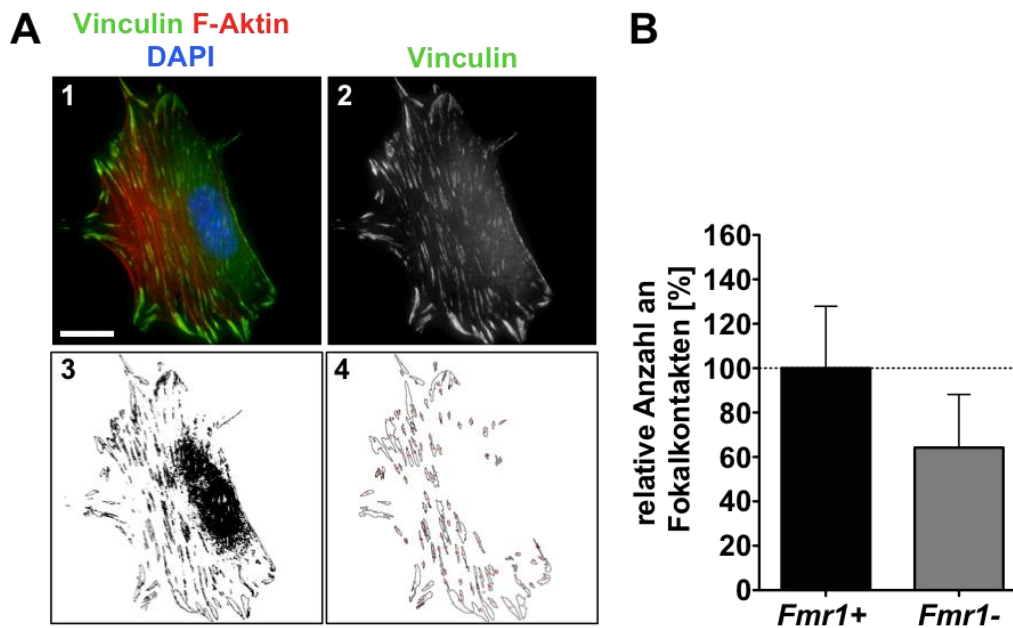 A
Vinculin F-Aktin
DAPI
Vinculin
1
2
3
4
B
relative Anzahl an
Fokalkontakten [%]
160
140
120
100
80
60
40
20
0
Fmr1+ Fmr1-